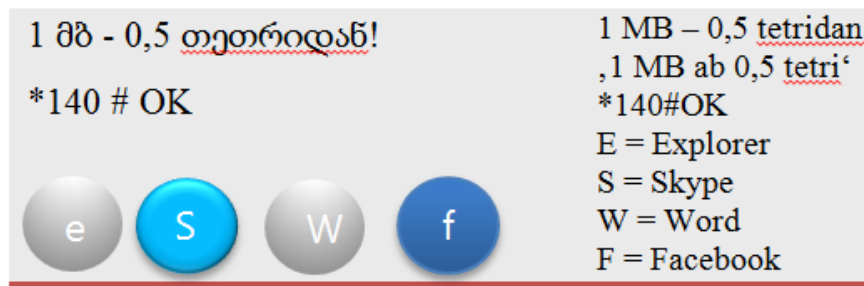 1 მბ - 0,5 თეთრიდან!
*140 # OK
e S W f
1 MB – 0,5 tetridan
‚1 MB ab 0,5 tetri‘
*140#OK
E = Explorer
S = Skype
W = Word
F = Facebook